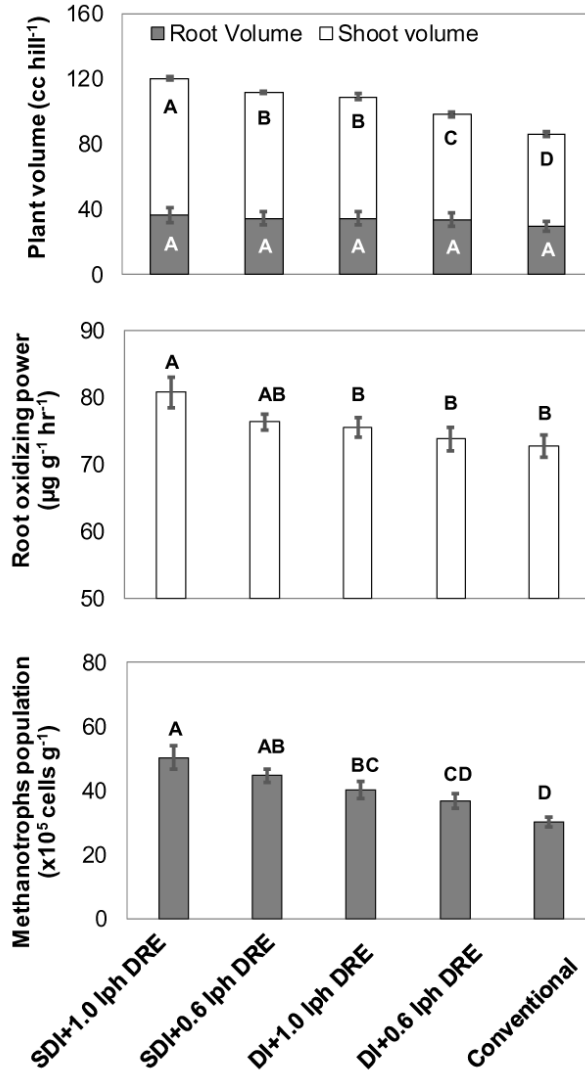 160
Root Volume Shoot volume
120
A B B C D
80
40
A A A A A
0
Plant volume (cc hill⁻¹)
90
A
AB B B B
80
70
60
50
Root oxidizing power
(µg g⁻¹ hr⁻¹)
80
60
A AB BC CD D
40
20
0
Methanotrophs population
(x10⁵ cells g⁻¹)
SDI+1.0 lph DRE
SDI+0.6 lph DRE
DI+1.0 lph DRE
DI+0.6 lph DRE
Conventional